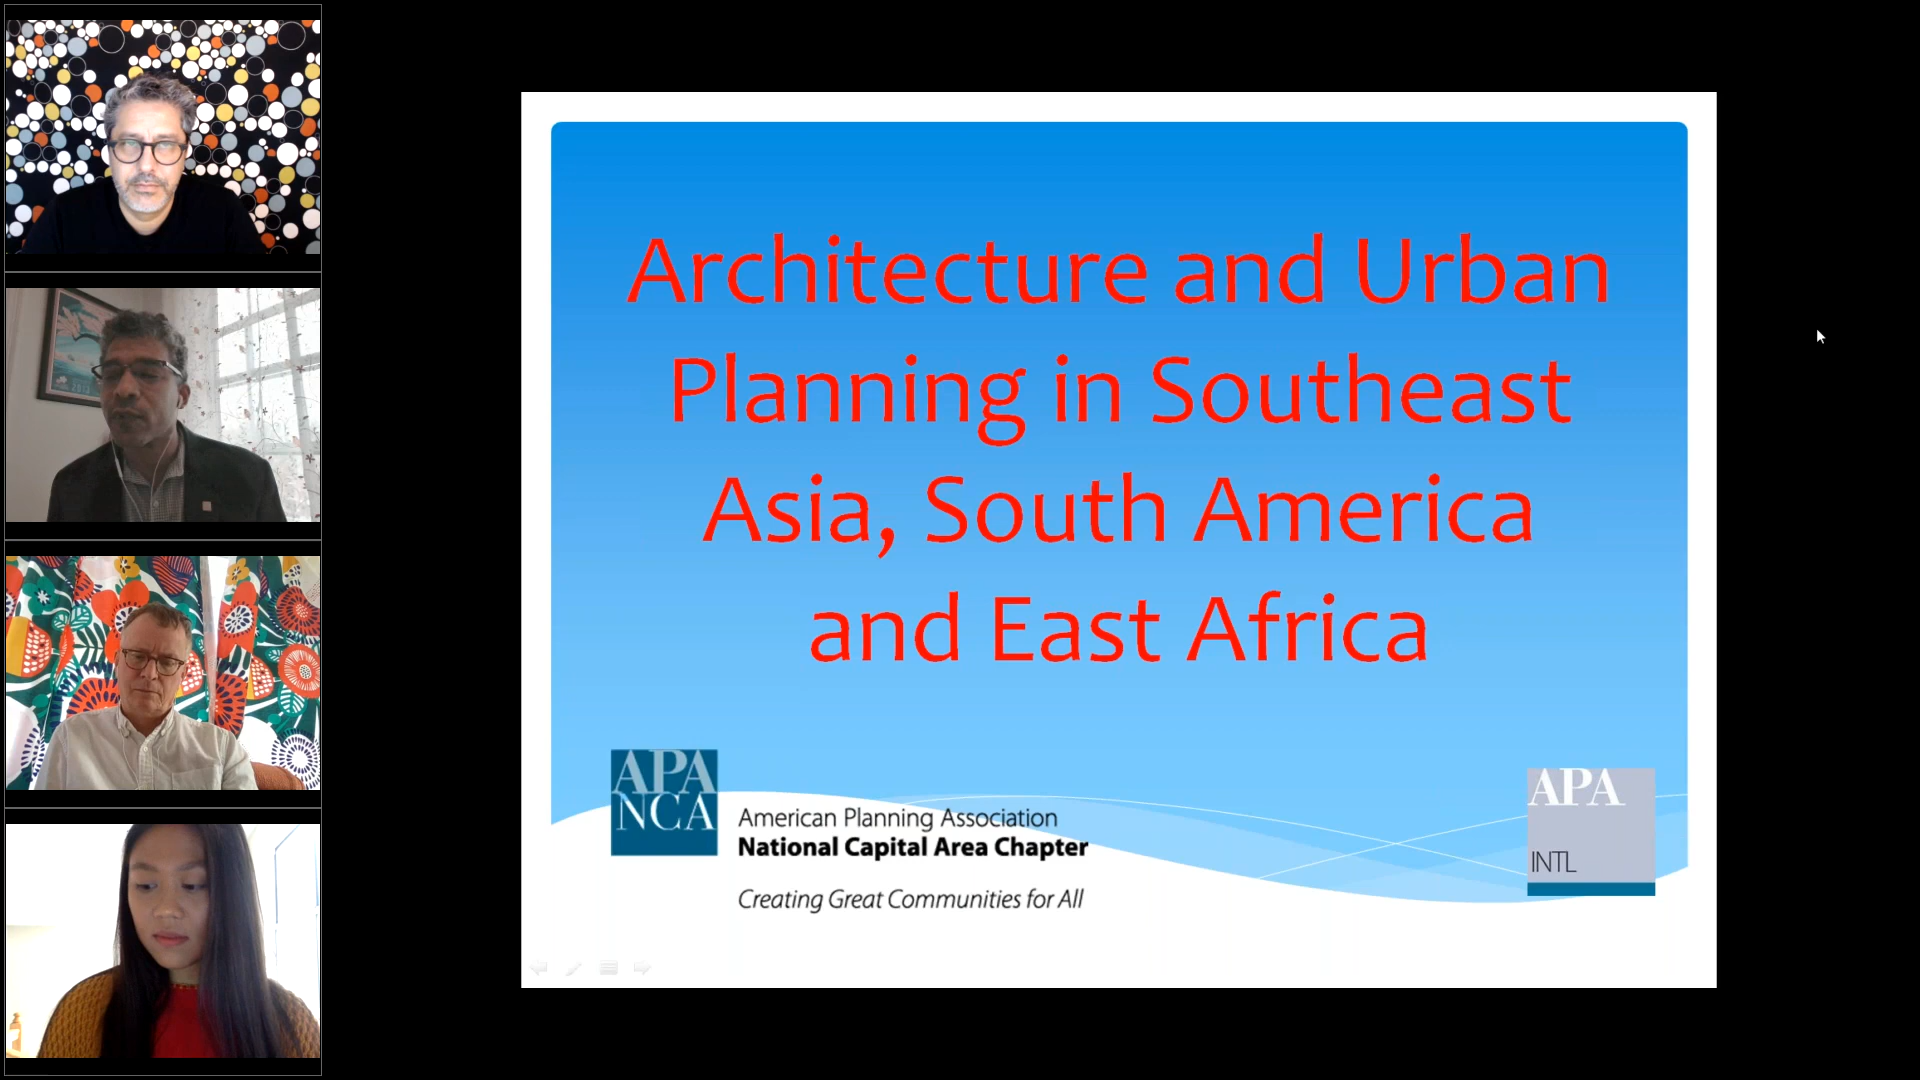 Architecture and Urban
Planning in Southeast
Asia, South America
and East Africa
APA
NCA
American Planning Association
National Capital Area Chapter
Creating Great Communities for All
APA
INTL